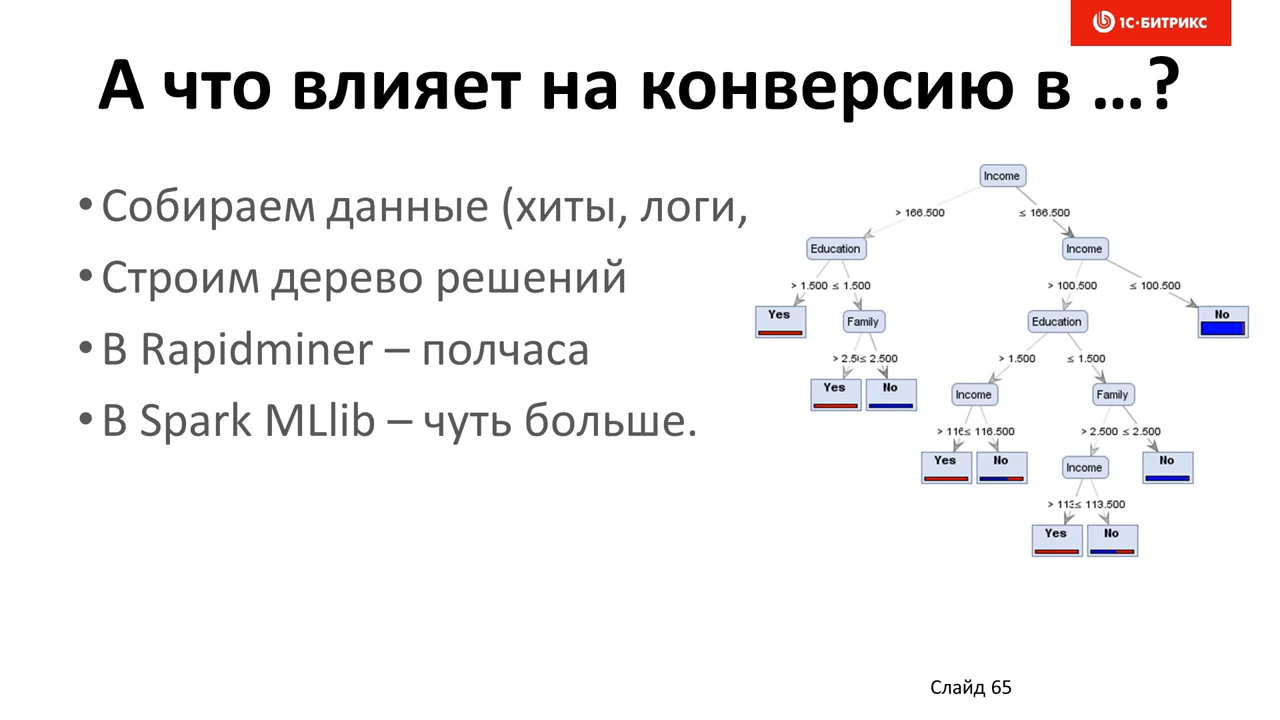 1С·БИТРИКС
А что влияет на конверсию в …?
• Собираем данные (хиты, логи,
• Строим дерево решений
• В Rapidminer – полчаса
• В Spark MLlib – чуть больше.
Income
> 166.500 ≤ 166.500
Education Income
> 1.500 ≤ 1.500 > 100.500 ≤ 100.500
Yes Family Education No
> 2.5 ≤ 2.500 > 1.500 ≤ 1.500
Yes No Income Family
> 116 ≤ 116.500 > 2.500 ≤ 2.500
Yes No Income No
> 113 ≤ 113.500
Yes No
Слайд 65